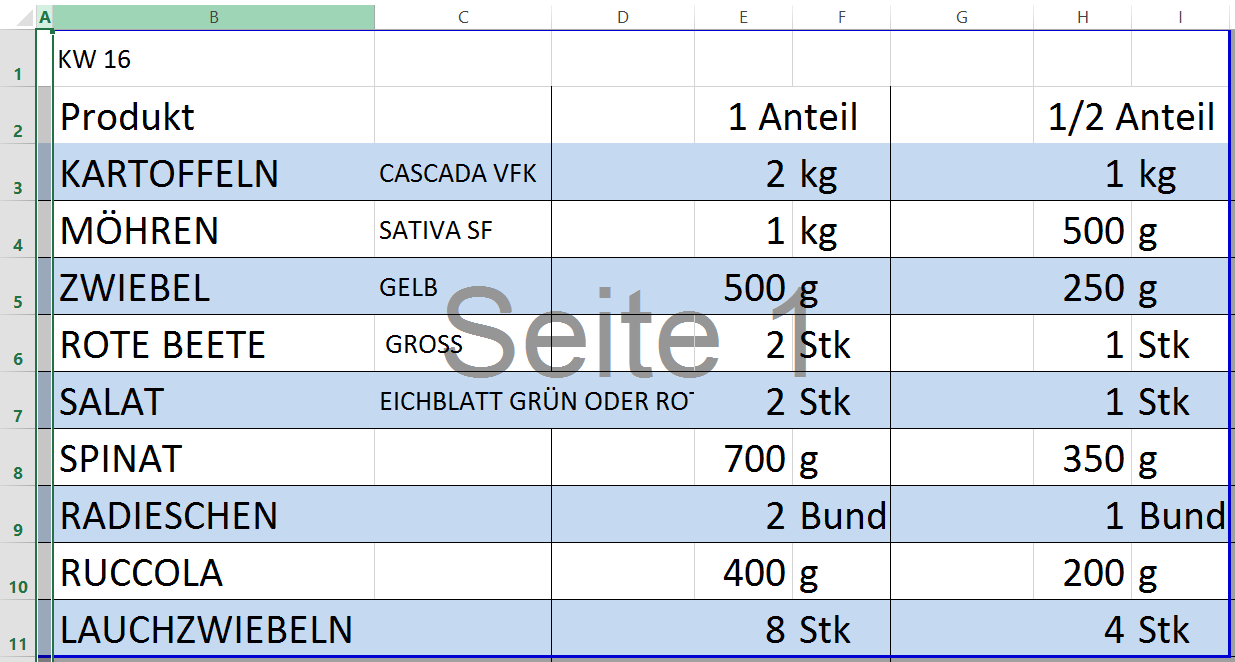 A B C D E F G H I
1 KW 16
2 Produkt 1 Anteil 1/2 Anteil
3 KARTOFFELN CASCADA VFK 2 kg 1 kg
4 MÖHREN SATIVA SF 1 kg 500 g
5 ZWIEBEL GELB 500 g 250 g
Seite 1
6 ROTE BEETE GROSS 2 Stk 1 Stk
7 SALAT EICHBLATT GRÜN ODER RO 2 Stk 1 Stk
8 SPINAT 700 g 350 g
9 RADIESCHEN 2 Bund 1 Bund
10 RUCCOLA 400 g 200 g
11 LAUCHZWIEBELN 8 Stk 4 Stk